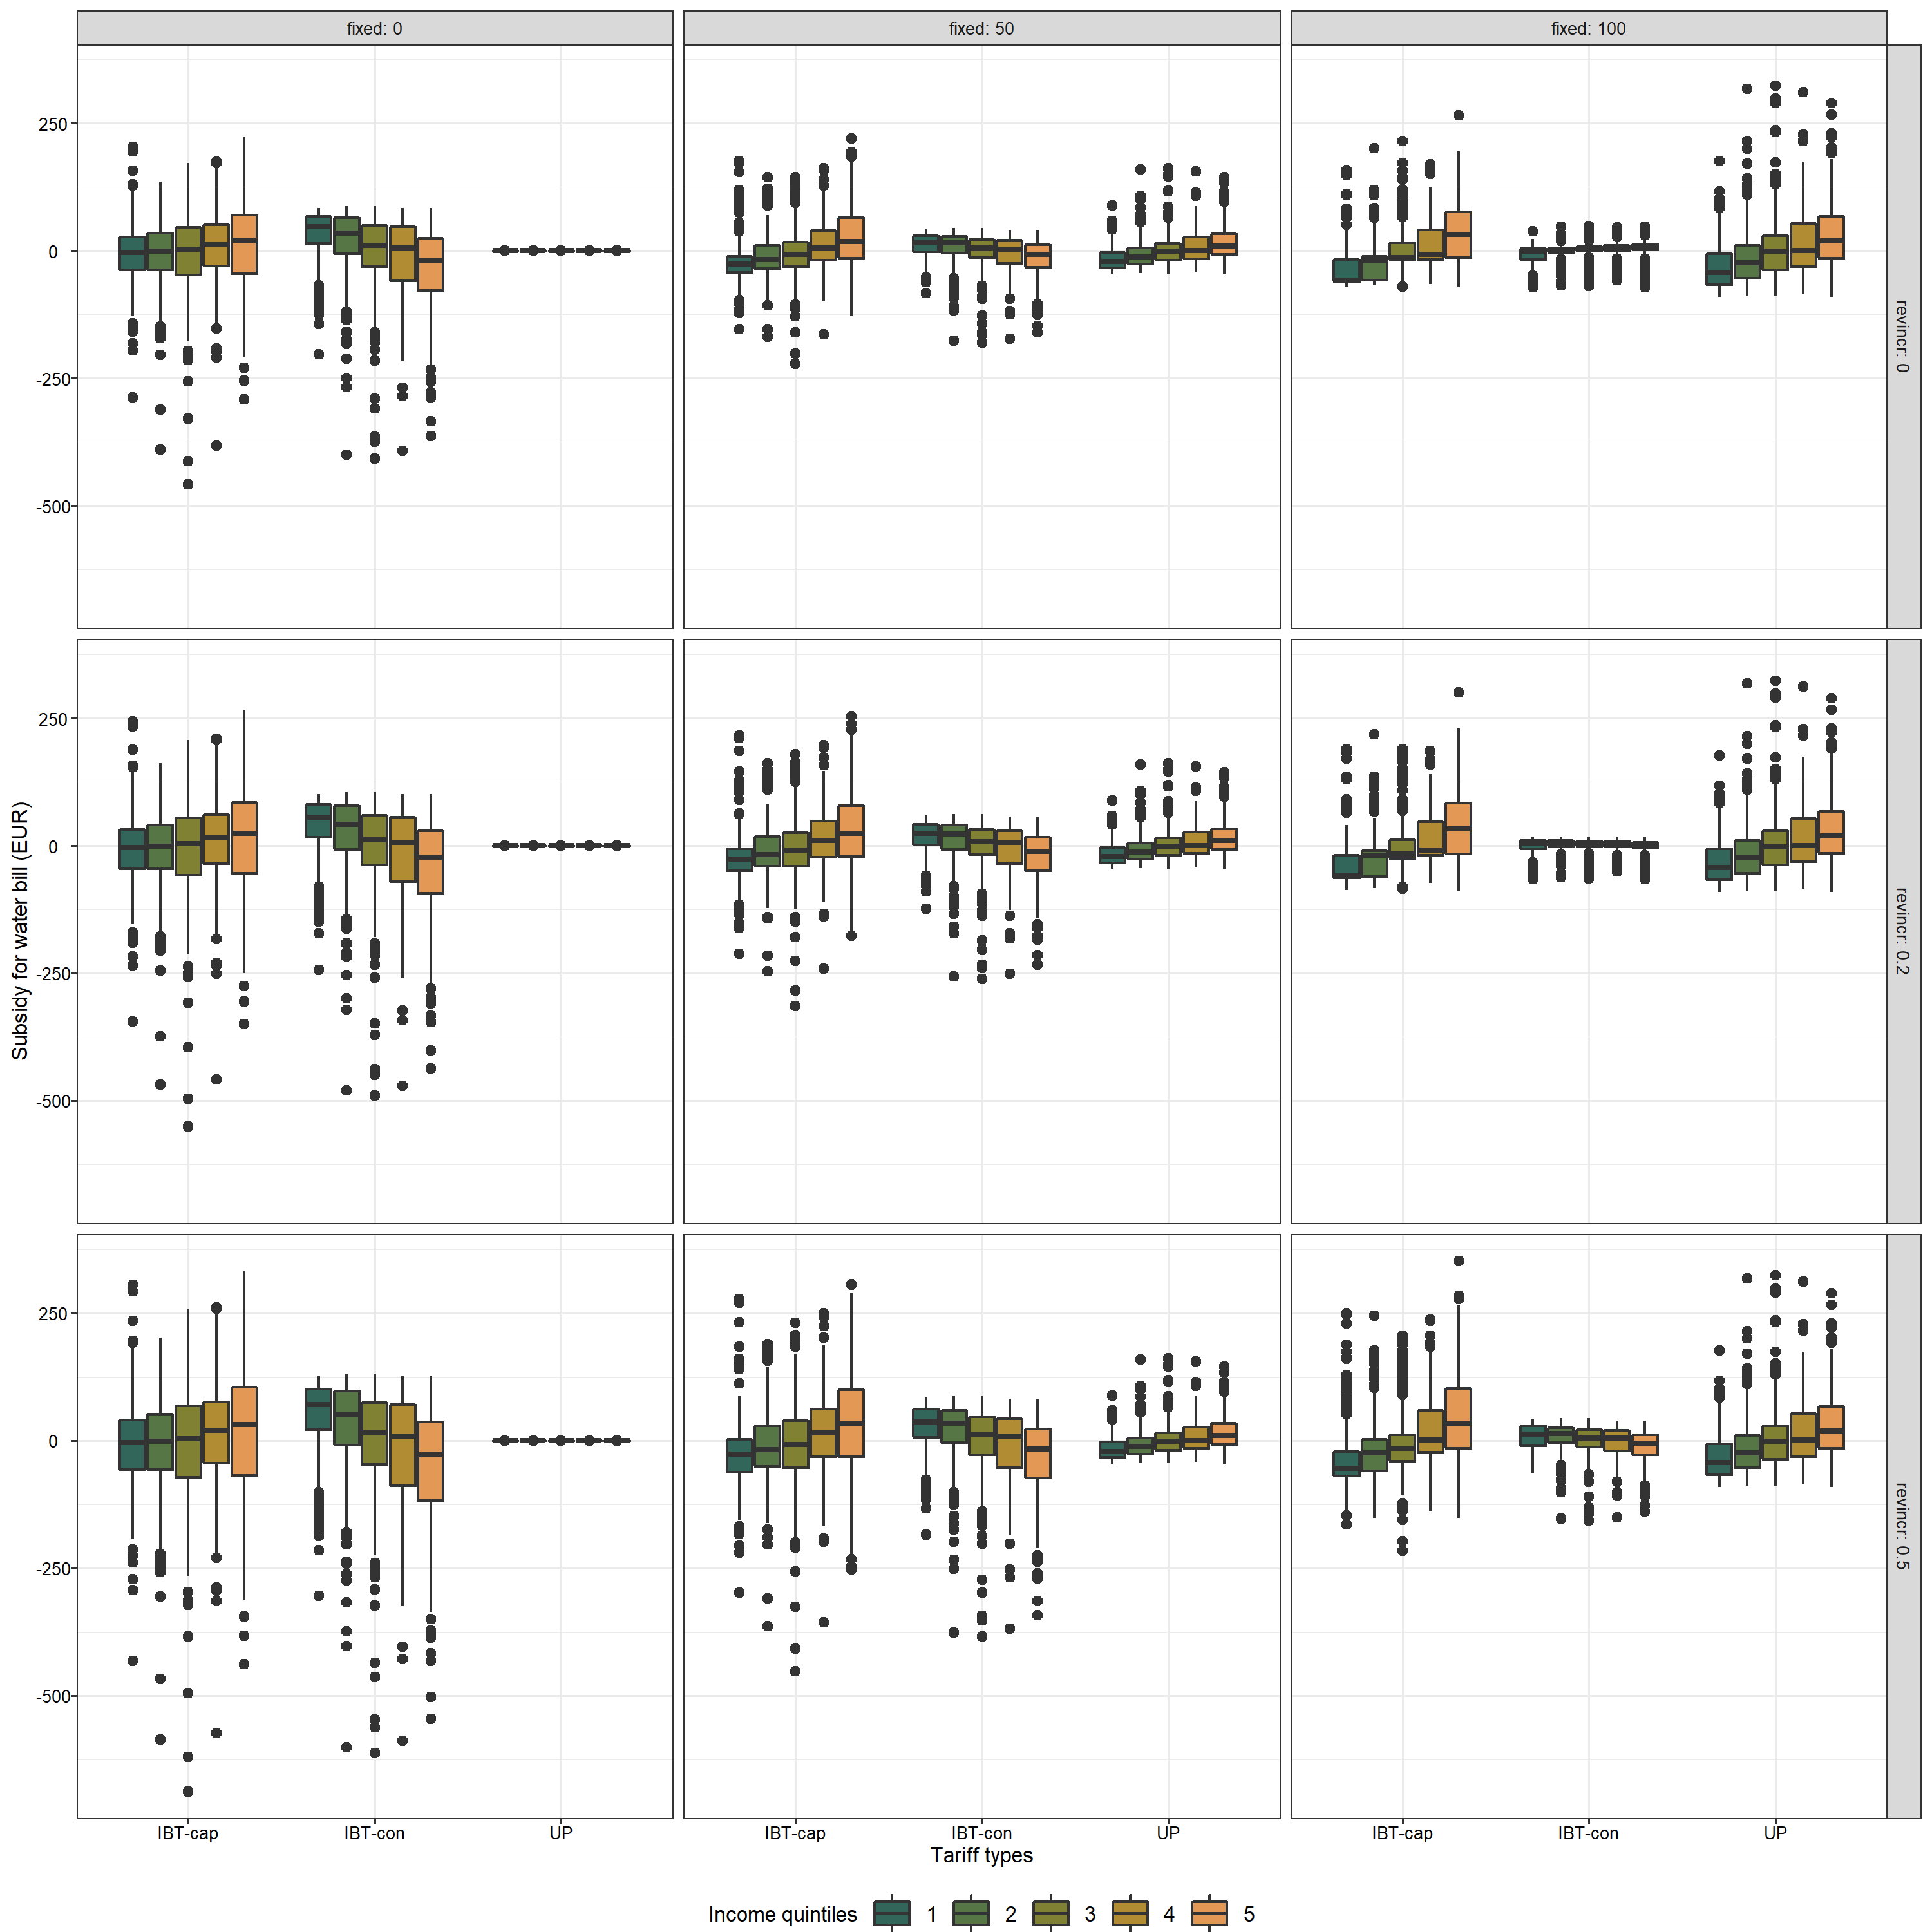 fixed: 0
fixed: 50
fixed: 100
250
0
-250
-500
revincr: 0
Subsidy for water bill (EUR)
250
0
-250
-500
revincr: 0.2
250
0
-250
-500
revincr: 0.5
IBT-cap IBT-con UP
IBT-cap IBT-con UP
IBT-cap IBT-con UP
Tariff types
Income quintiles 1 2 3 4 5